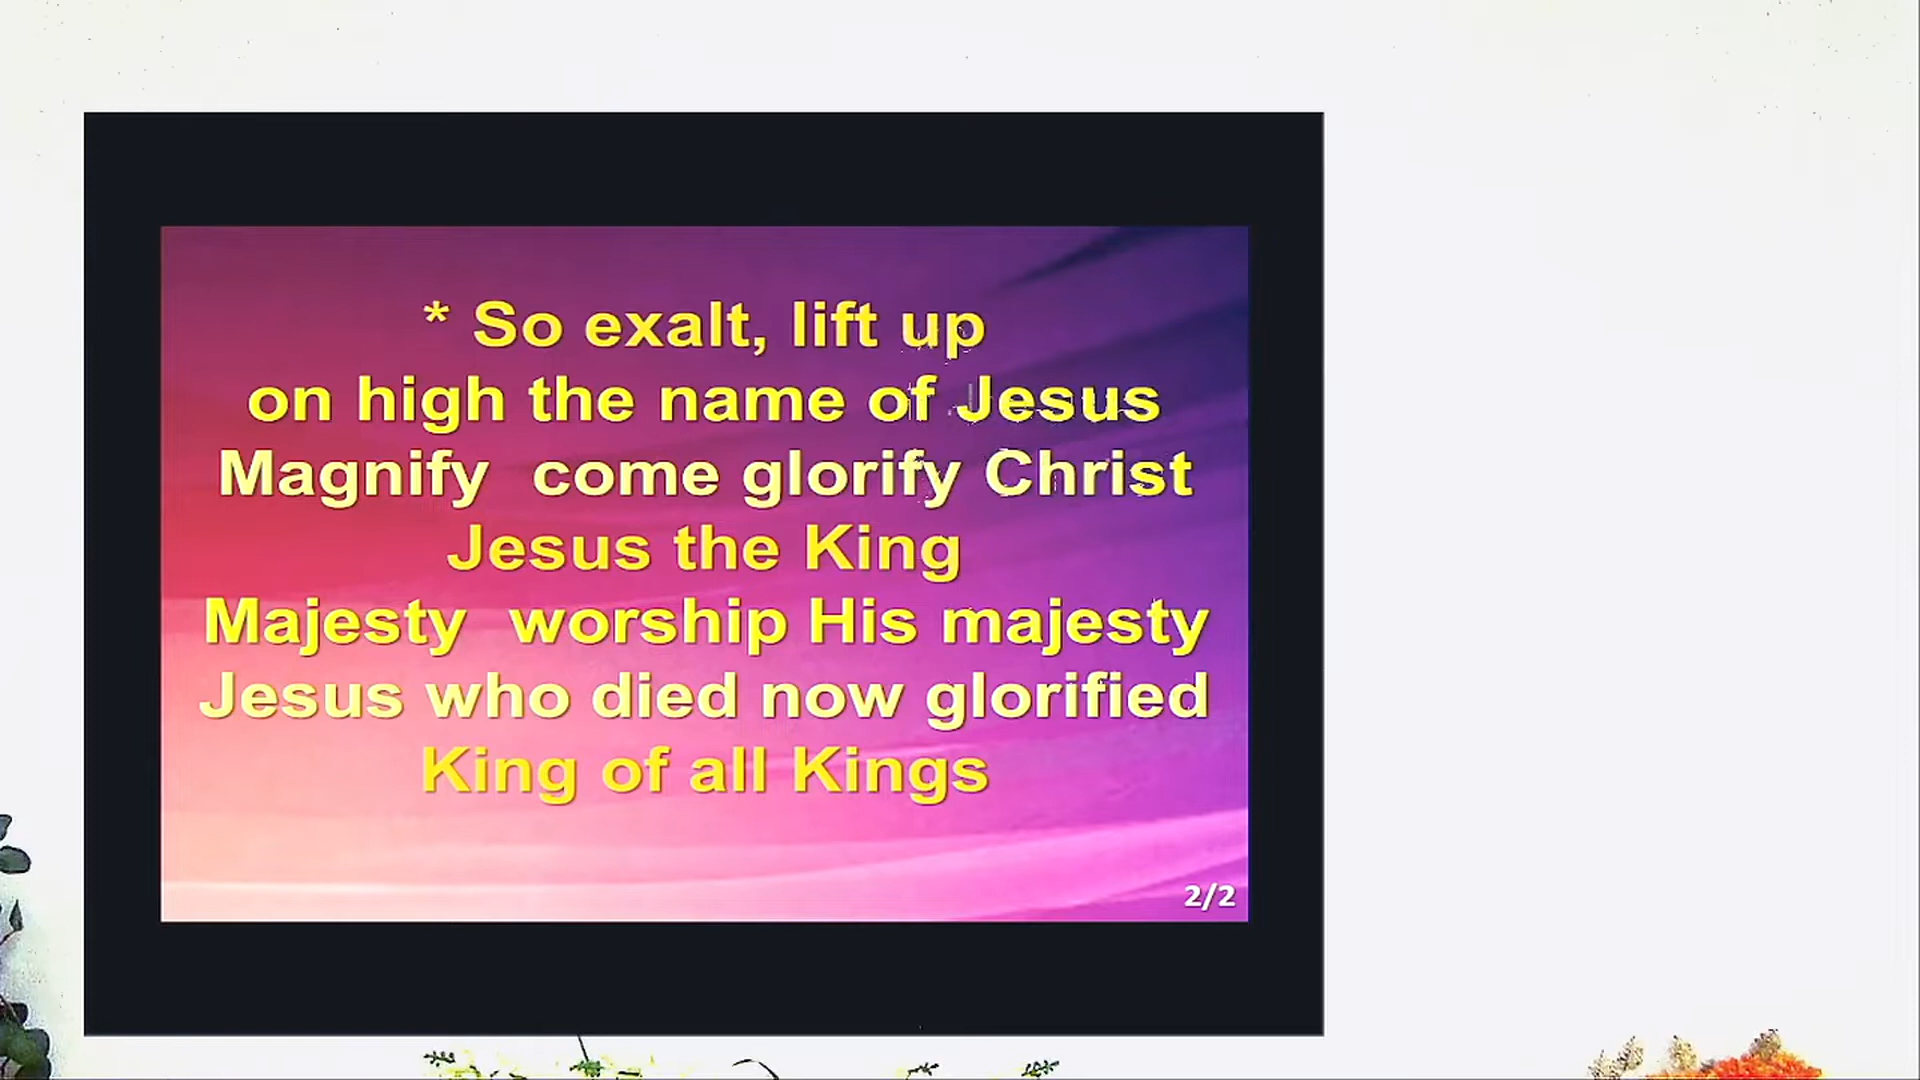 * So exalt, lift up
on high the name of Jesus
Magnify  come glorify Christ
Jesus the King
Majesty  worship His majesty
Jesus who died now glorified
King of all Kings
2/2